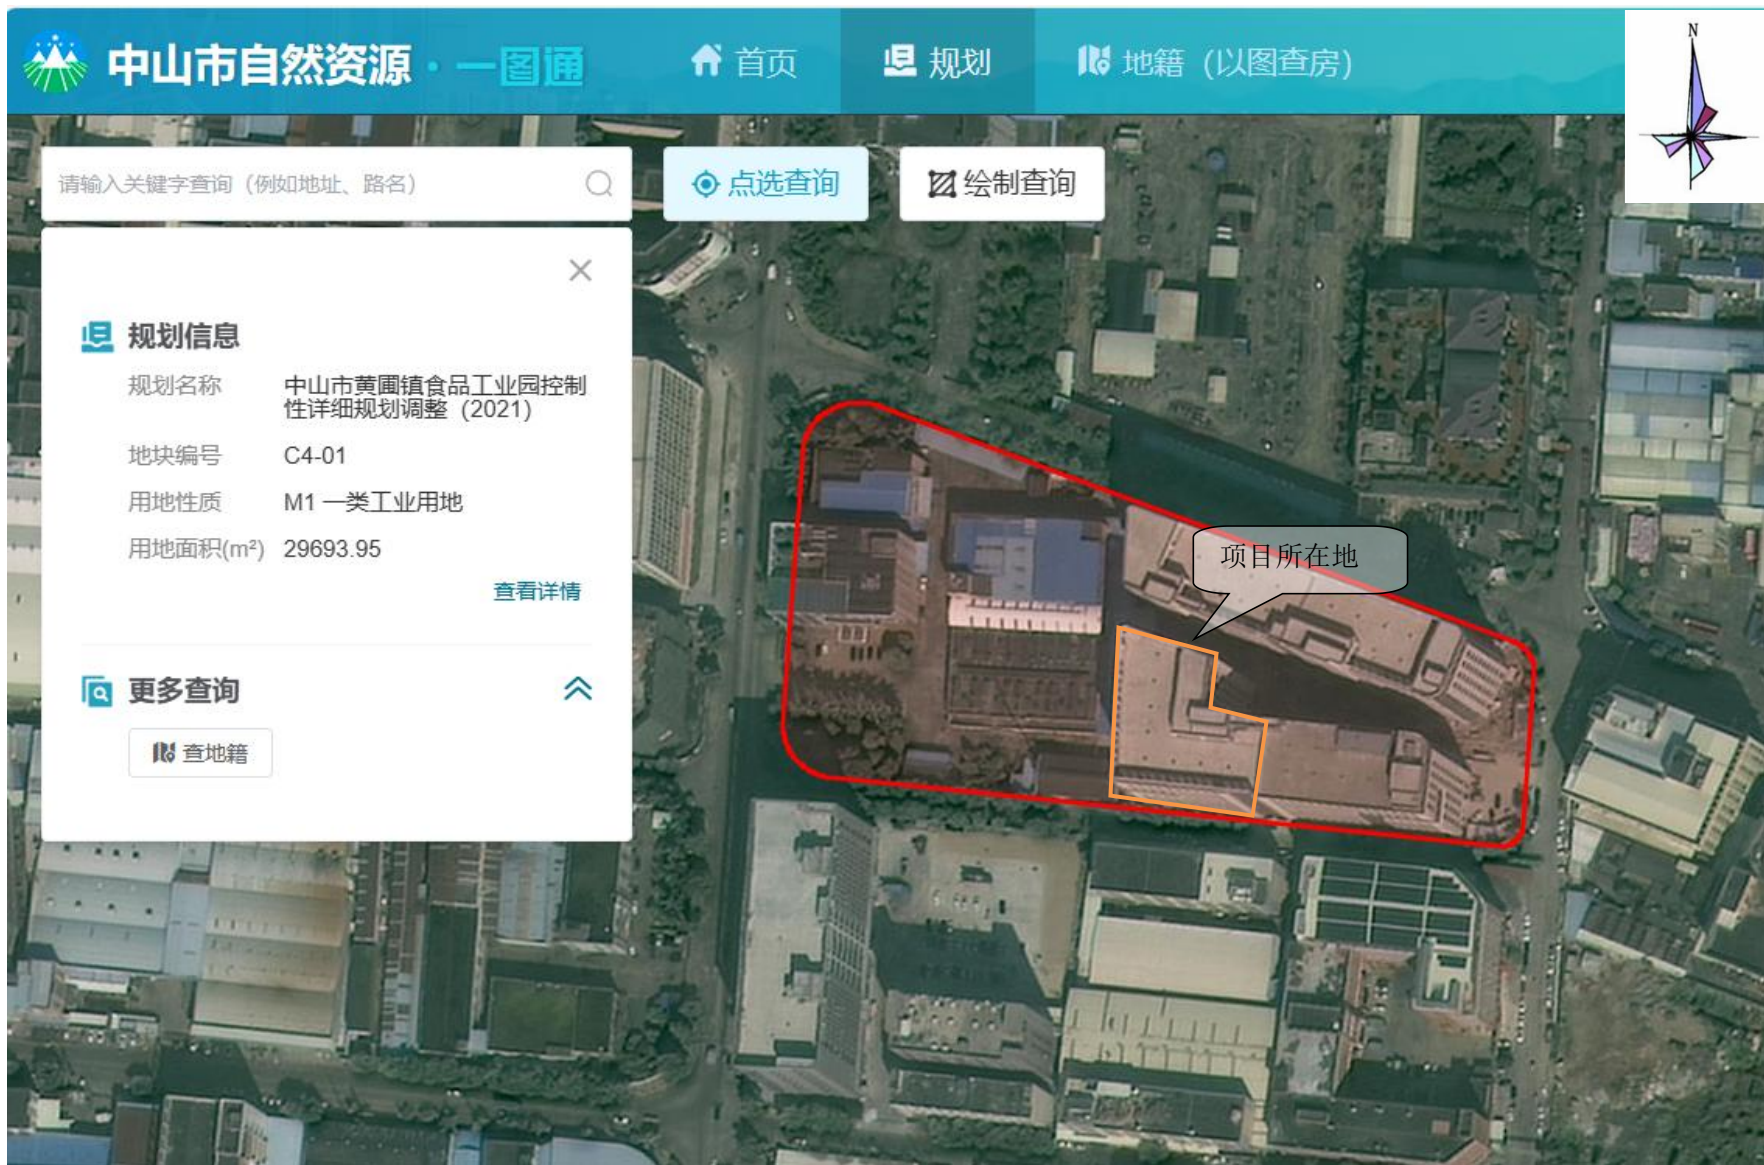 中山市自然资源·一图通
首页
规划
地籍（以图查房）
N
请输入关键字查询（例如地址、路名）
点选查询
绘制查询
规划信息
规划名称
中山市黄圃镇食品工业园控制
性详细规划调整（2021）
地块编号
C4-01
用地性质
M1 一类工业用地
用地面积(m²)
29693.95
查看详情
更多查询
查地籍
项目所在地